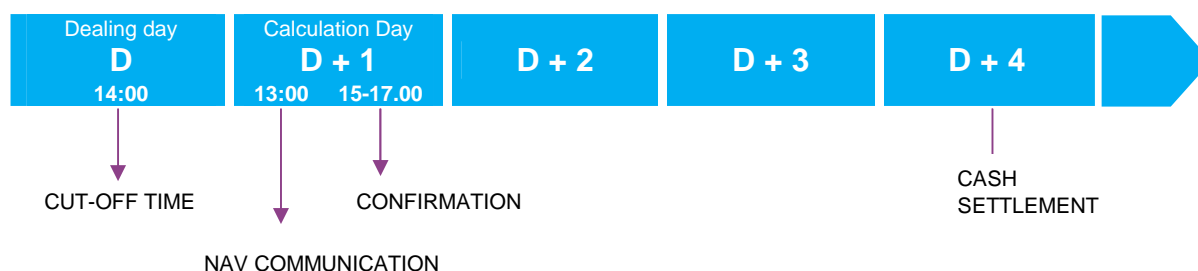 Dealing day
D
14:00
Calculation Day
D + 1
13:00 15-17.00
D + 2
D + 3
D + 4
CUT-OFF TIME
CONFIRMATION
CASH
SETTLEMENT
NAV COMMUNICATION